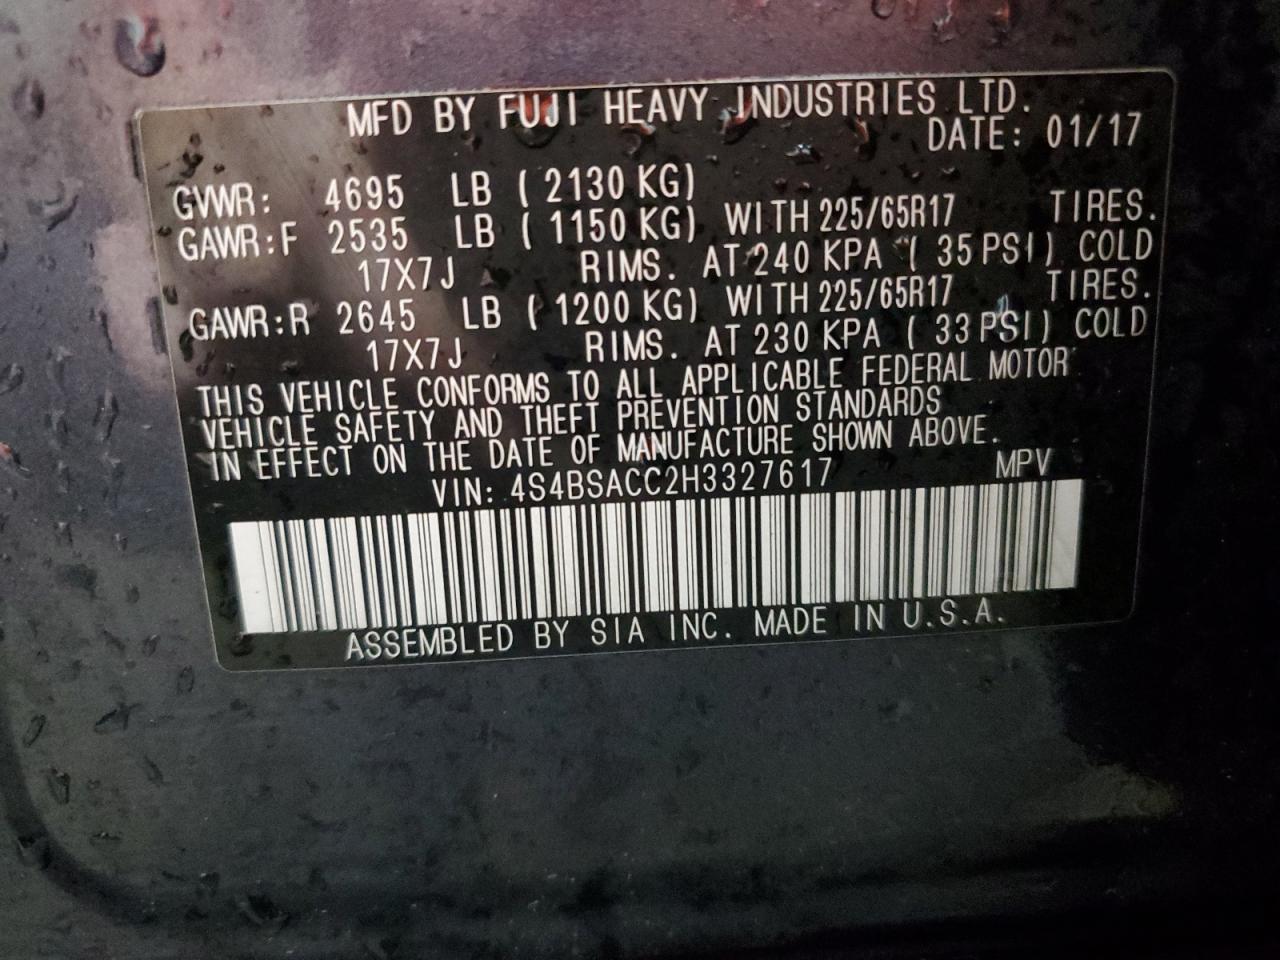 MFD BY FUJI HEAVY INDUSTRIES LTD.
DATE: 01/17
GVWR: 4695 LB ( 2130 KG)
GAWR:F 2535 LB ( 1150 KG) WITH 225/65R17 TIRES.
17X7J RIMS. AT 240 KPA ( 35 PSI) COLD
GAWR:R 2645 LB ( 1200 KG) WITH 225/65R17 TIRES.
17X7J RIMS. AT 230 KPA ( 33 PSI) COLD
THIS VEHICLE CONFORMS TO ALL APPLICABLE FEDERAL MOTOR
VEHICLE SAFETY AND THEFT PREVENTION STANDARDS
IN EFFECT ON THE DATE OF MANUFACTURE SHOWN ABOVE.
VIN: 4S4BSACC2H3327617 MPV
ASSEMBLED BY SIA INC. MADE IN U.S.A.